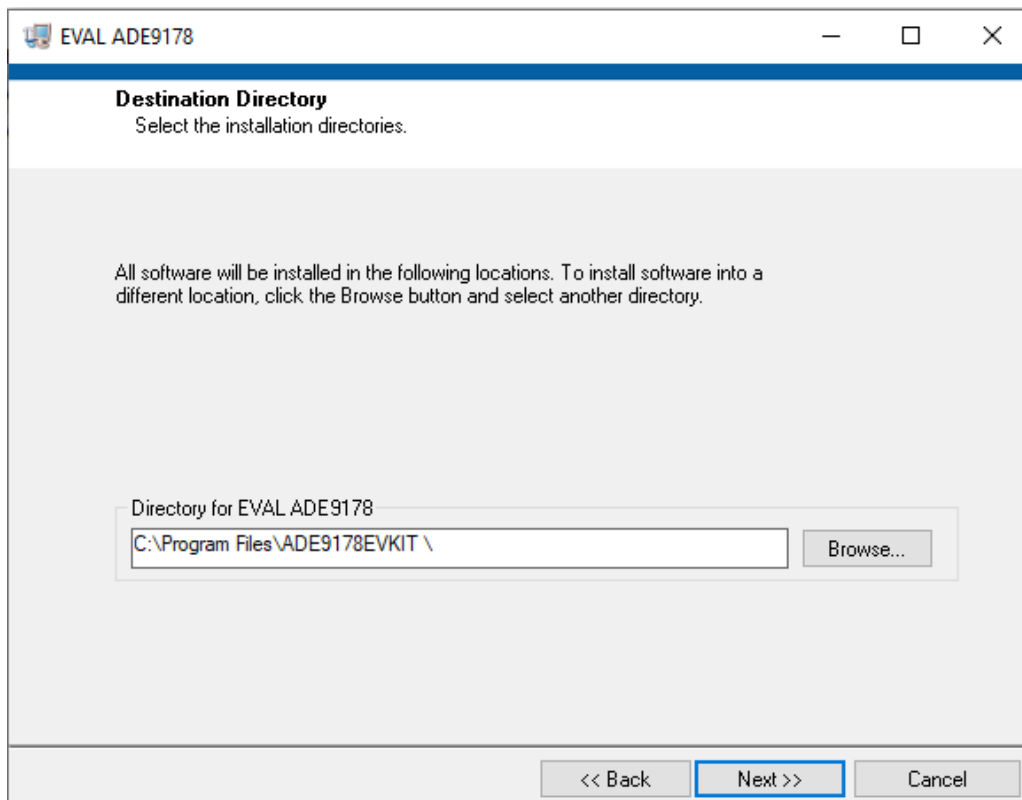 EVAL ADE9178
Destination Directory
Select the installation directories.
All software will be installed in the following locations. To install software into a
different location, click the Browse button and select another directory.
Directory for EVAL ADE9178
C:\Program Files\ADE9178EVKIT \
Browse...
<< Back
Next >>
Cancel